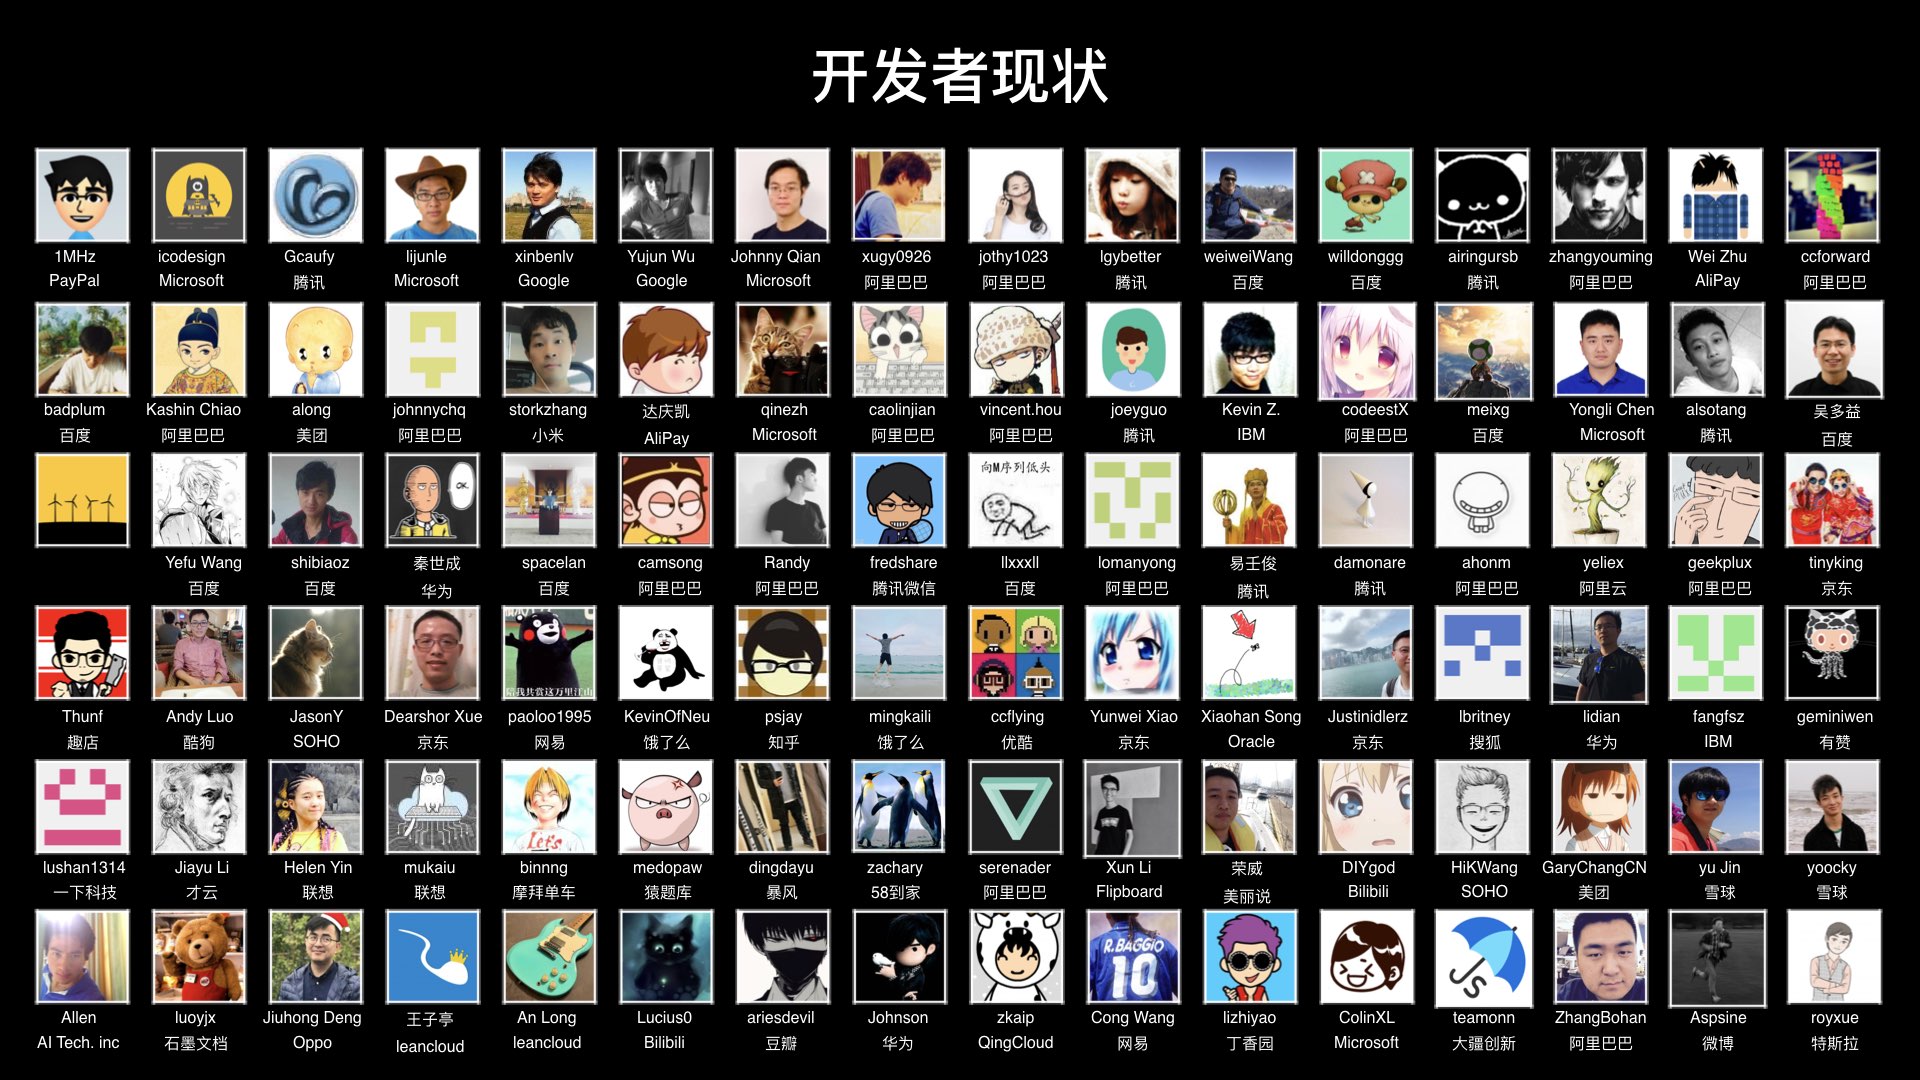 开发者现状
1MHz icodesign Gcaufy lijunle xinbenlv Yujun Wu Johnny Qian xugy0926 jothy1023 lgybetter weiweiWang willdonggg airingursb zhangyouming Wei Zhu ccforward
PayPal Microsoft 腾讯 Microsoft Google Google Microsoft 阿里巴巴 阿里巴巴 腾讯 百度 百度 腾讯 阿里巴巴 AliPay 阿里巴巴
badplum Kashin Chiao along johnnychq storkzhang 达庆凯 qinezh caolinjian vincent.hou joeyguo Kevin Z. codeestX meixg Yongli Chen alsotang 吴多益
百度 阿里巴巴 美团 阿里巴巴 小米 AliPay Microsoft 阿里巴巴 阿里巴巴 腾讯 IBM 阿里巴巴 百度 Microsoft 腾讯 百度
OK.
向M序列低头
Yefu Wang shibiaoz 秦世成 spacelan camsong Randy fredshare llxxxll lomanyong 易壬俊 damonare ahonm yeliex geekplux tinyking
百度 百度 华为 百度 阿里巴巴 阿里巴巴 腾讯微信 百度 阿里巴巴 腾讯 腾讯 阿里巴巴 阿里云 阿里巴巴 京东
陪我共赏这万里江山
Thunf Andy Luo JasonY Dearshor Xue paoloo1995 KevinOfNeu psjay mingkaili ccflying Yunwei Xiao Xiaohan Song Justinidlerz lbritney lidian fangfsz geminiwen
趣店 酷狗 SOHO 京东 网易 饿了么 知乎 饿了么 优酷 京东 Oracle 京东 搜狐 华为 IBM 有赞
Let's
lushan1314 Jiayu Li Helen Yin mukaiu binnng medopaw dingdayu zachary serenader Xun Li 荣威 DIYgod HiKWang GaryChangCN yu Jin yoocky
一下科技 才云 联想 联想 摩拜单车 猿题库 暴风 58到家 阿里巴巴 Flipboard 美丽说 Bilibili SOHO 美团 雪球 雪球
R.BAGGIO
10
JS
Allen luoyjx Jiuhong Deng 王子亭 An Long Lucius0 ariesdevil Johnson zkaip Cong Wang lizhiyao ColinXL teamonn ZhangBohan Aspsine royxue
AI Tech. inc 石墨文档 Oppo leancloud leancloud Bilibili 豆瓣 华为 QingCloud 网易 丁香园 Microsoft 大疆创新 阿里巴巴 微博 特斯拉